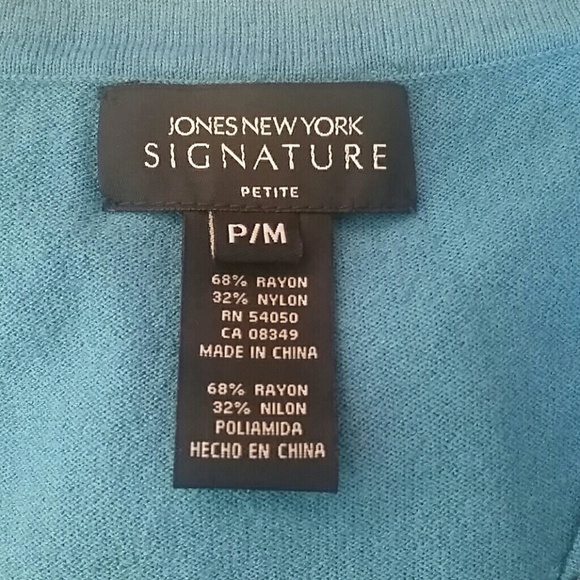 JONES NEW YORK
SIGNATURE
PETITE
P/M
68% RAYON
32% NYLON
RN 54050
CA 08349
MADE IN CHINA
68% RAYON
32% NILON
POLIAMIDA
HECHO EN CHINA